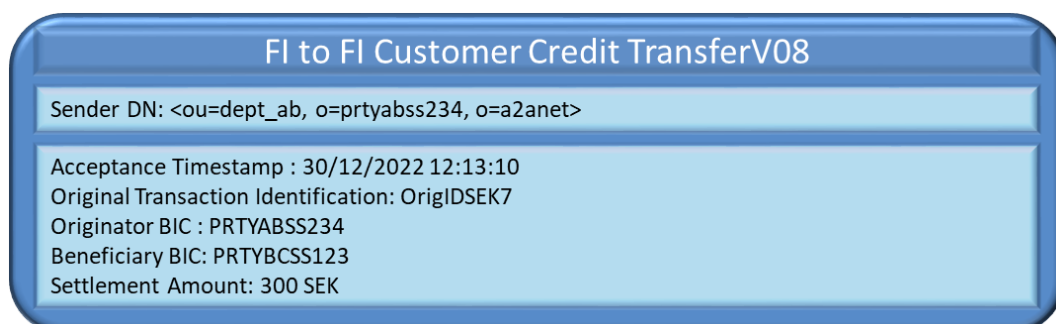 FI to FI Customer Credit TransferV08
Sender DN: <ou=dept_ab, o=prtyabss234, o=a2anet>
Acceptance Timestamp : 30/12/2022 12:13:10
Original Transaction Identification: OrigIDSEK7
Originator BIC : PRTYABSS234
Beneficiary BIC: PRTYBCSS123
Settlement Amount: 300 SEK